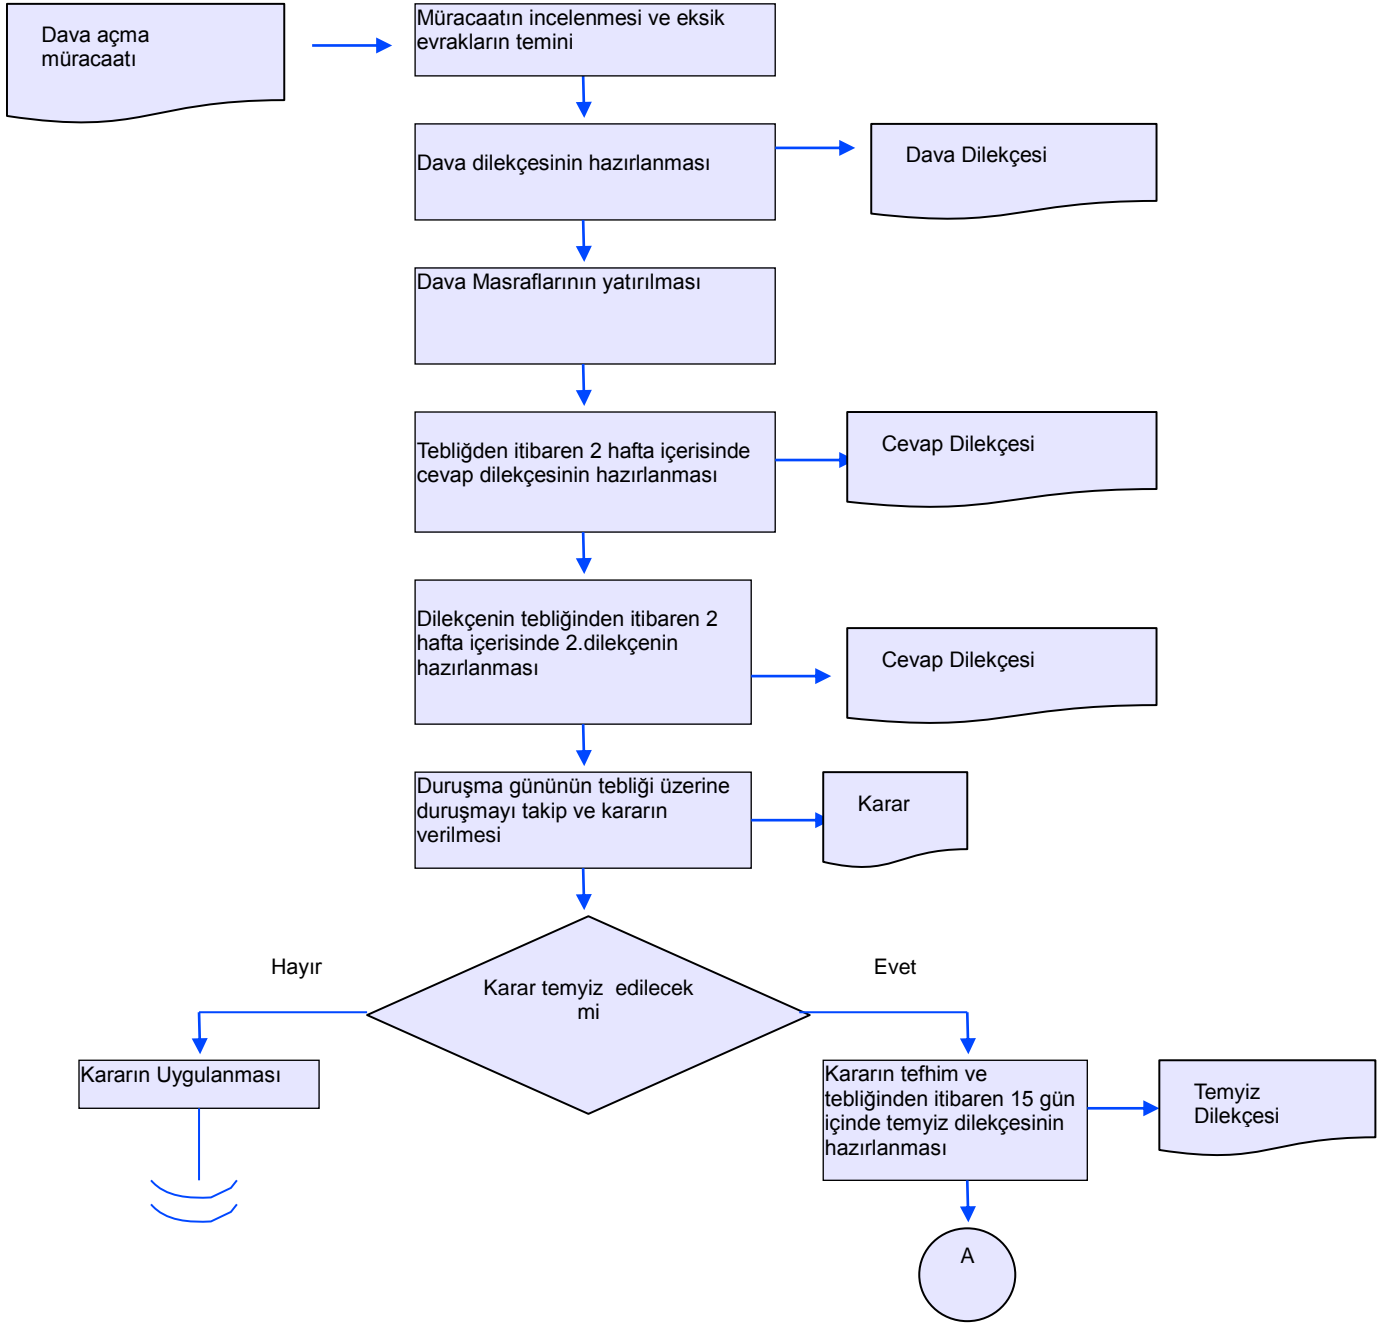 Dava açma
müracaatı
Müracaatın incelenmesi ve eksik
evrakların temini
Dava dilekçesinin hazırlanması
Dava Dilekçesi
Dava Masraflarının yatırılması
Tebliğden itibaren 2 hafta içerisinde
cevap dilekçesinin hazırlanması
Cevap Dilekçesi
Dilekçenin tebliğinden itibaren 2
hafta içerisinde 2.dilekçenin
hazırlanması
Cevap Dilekçesi
Duruşma gününün tebliği üzerine
duruşmayı takip ve kararın
verilmesi
Karar
Hayır
Evet
Karar temyiz  edilecek
mi
Kararın Uygulanması
Kararın tefhim ve
tebliğinden itibaren 15 gün
içinde temyiz dilekçesinin
hazırlanması
Temyiz
Dilekçesi
A